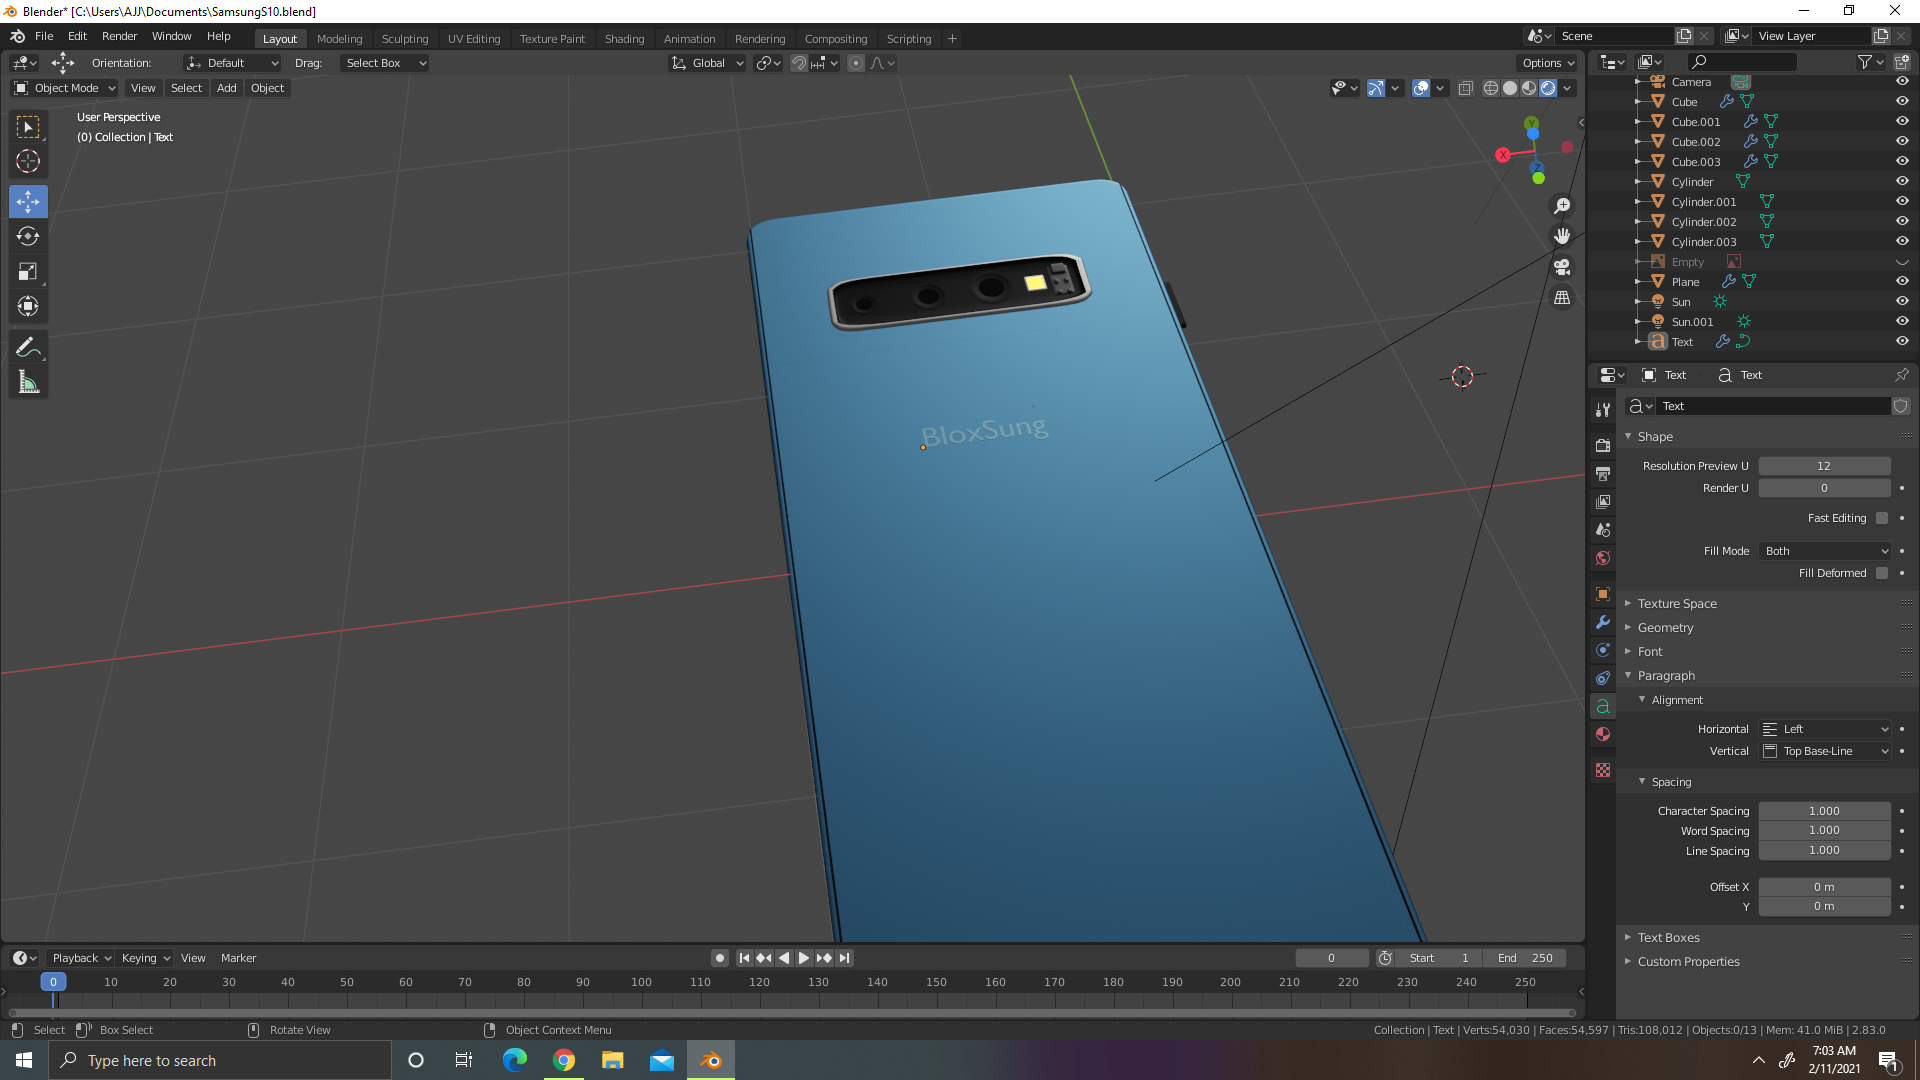 Blender* [C:\Users\AJJ\Documents\SamsungS10.blend]
File Edit Render Window Help
Layout Modeling Sculpting UV Editing Texture Paint Shading Animation Rendering Compositing Scripting +
Scene
View Layer
Orientation: Default Drag: Select Box
Global
Options
Object Mode View Select Add Object
User Perspective
(0) Collection | Text
Y
X
Z
BloxSung
Camera
Cube
Cube.001
Cube.002
Cube.003
Cylinder
Cylinder.001
Cylinder.002
Cylinder.003
Empty
Plane
Sun
Sun.001
Text
Text Text
Text
Shape
Resolution Preview U 12
Render U 0
Fast Editing
Fill Mode Both
Fill Deformed
Texture Space
Geometry
Font
Paragraph
Alignment
Horizontal Left
Vertical Top Base-Line
Spacing
Character Spacing 1.000
Word Spacing 1.000
Line Spacing 1.000
Offset X 0 m
Y 0 m
Text Boxes
Custom Properties
Playback Keying View Marker
0 Start 1 End 250
0 10 20 30 40 50 60 70 80 90 100 110 120 130 140 150 160 170 180 190 200 210 220 230 240 250
Select Box Select Rotate View Object Context Menu
Collection | Text | Verts:54,030 | Faces:54,597 | Tris:108,012 | Objects:0/13 | Mem: 41.0 MiB | 2.83.0
Type here to search
7:03 AM
2/11/2021
1